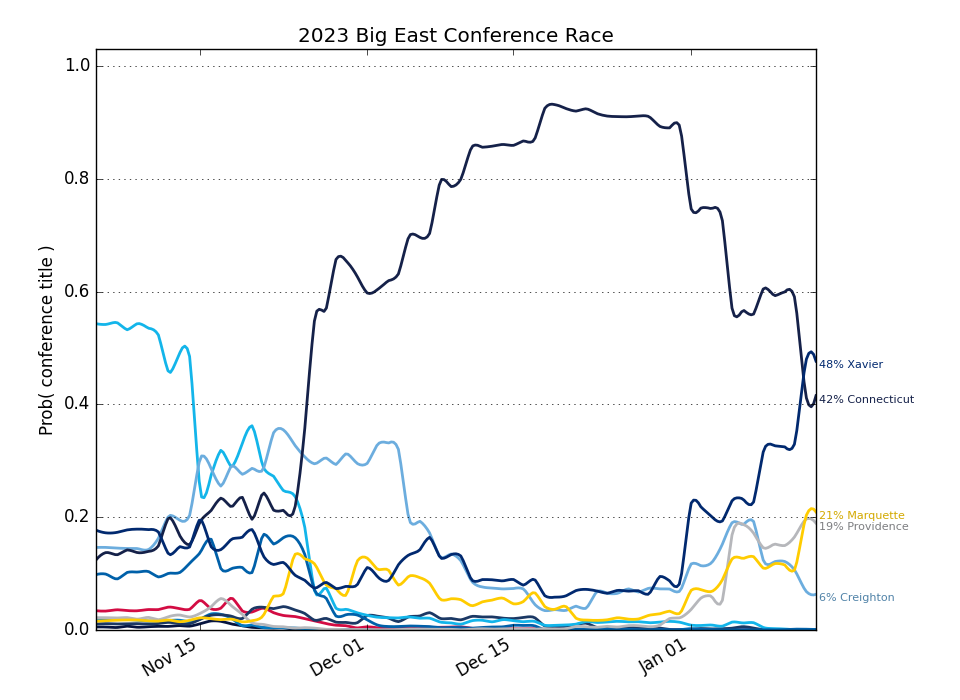 2023 Big East Conference Race
Prob( conference title )
1.0
0.8
0.6
0.4
0.2
0.0
Nov 15
Dec 01
Dec 15
Jan 01
48% Xavier
42% Connecticut
21% Marquette
19% Providence
6% Creighton